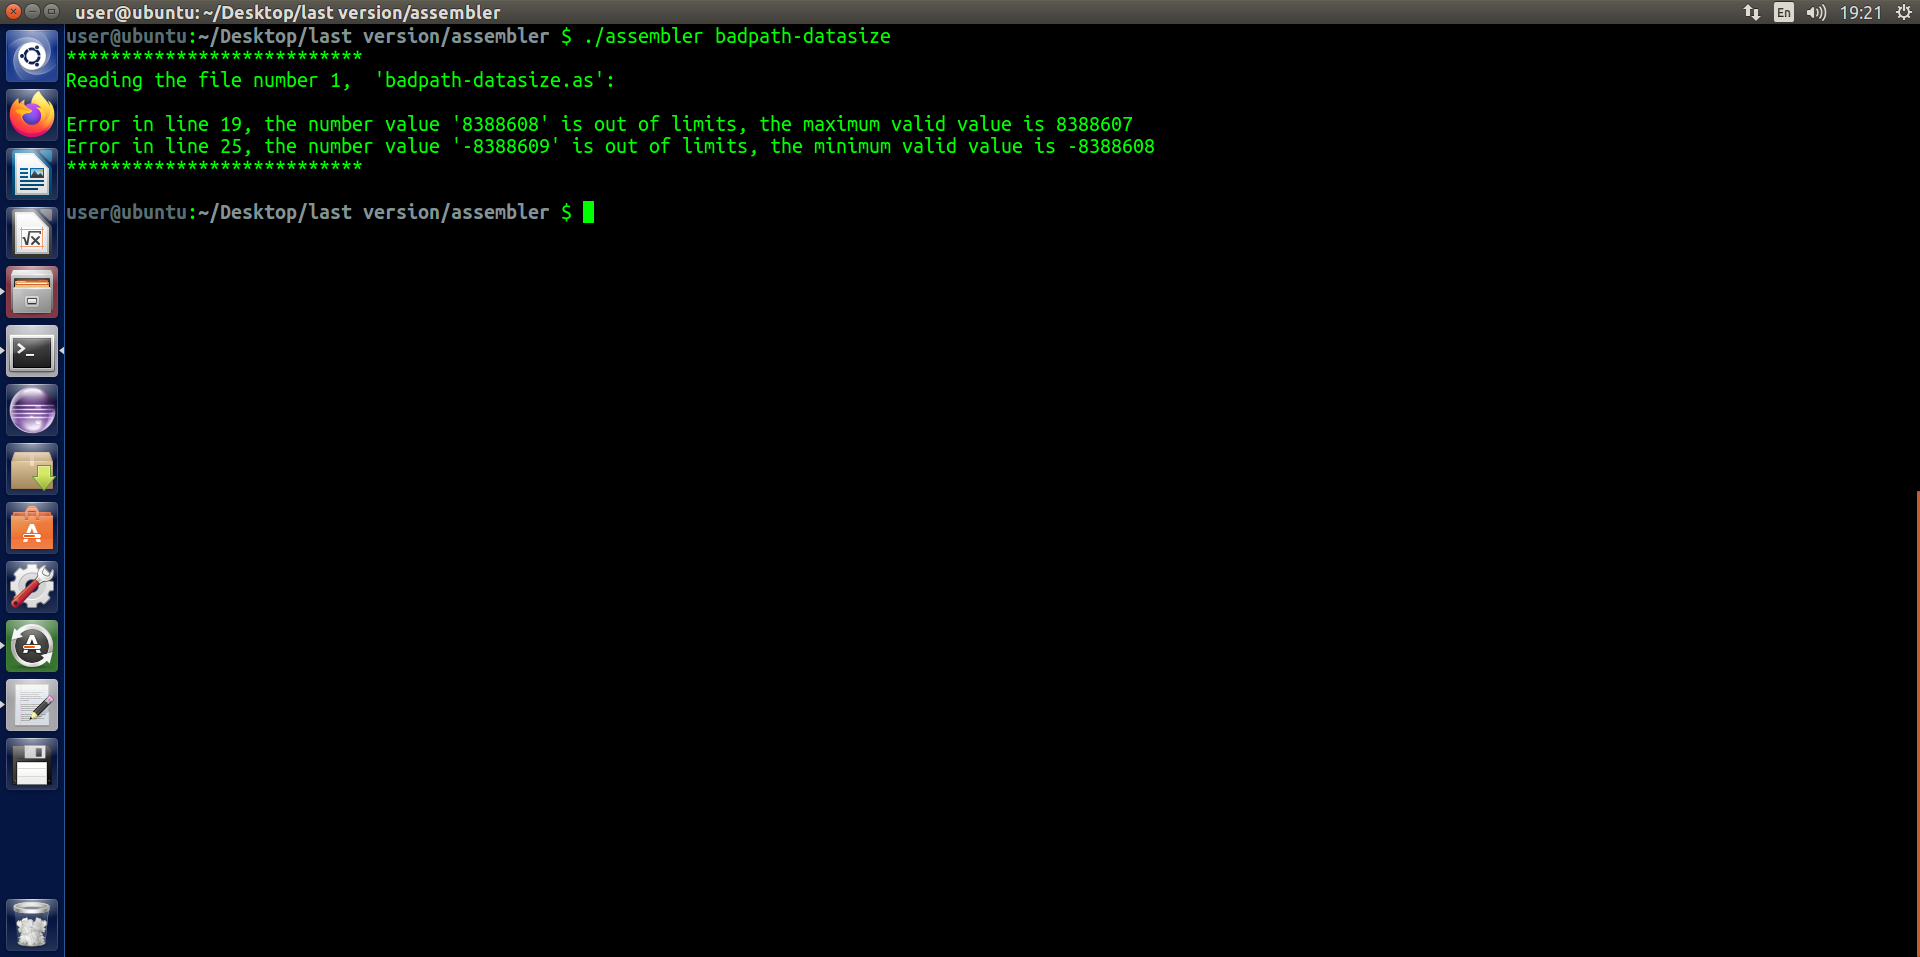 user@ubuntu: ~/Desktop/last version/assembler
En
19:21
user@ubuntu:~/Desktop/last version/assembler $ ./assembler badpath-datasize
***************************
Reading the file number 1,  'badpath-datasize.as':
Error in line 19, the number value '8388608' is out of limits, the maximum valid value is 8388607
Error in line 25, the number value '-8388609' is out of limits, the minimum valid value is -8388608
***************************
user@ubuntu:~/Desktop/last version/assembler $